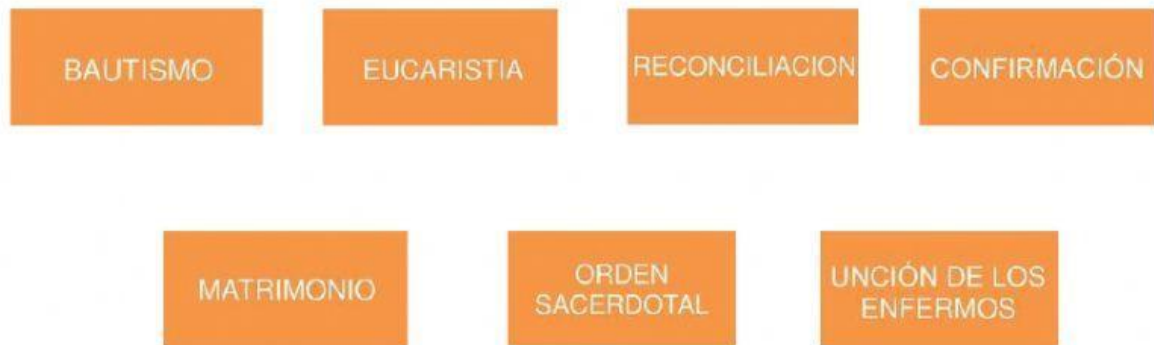 BAUTISMO
EUCARISTIA
RECONCILIACION
CONFIRMACIÓN
MATRIMONIO
ORDEN
SACERDOTAL
UNCIÓN DE LOS
ENFERMOS